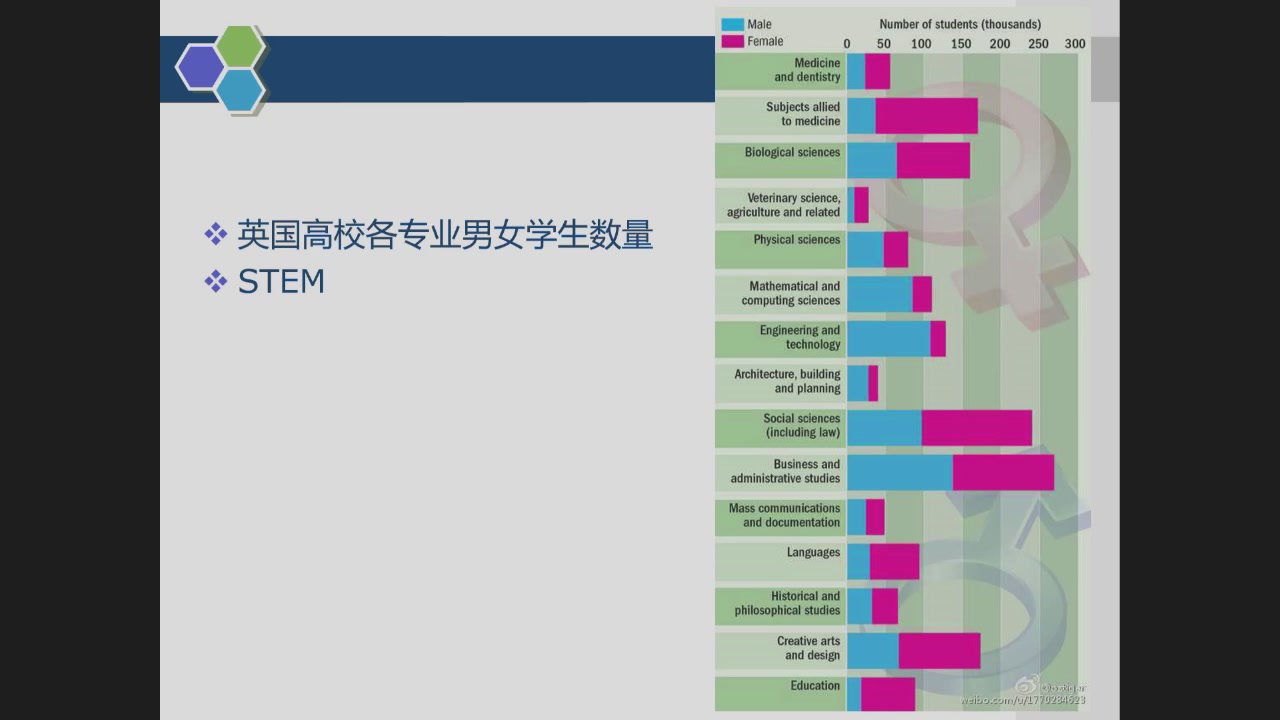 英国高校各专业男女学生数量
STEM
Male
Female
Number of students (thousands)
0 50 100 150 200 250 300
Medicine
and dentistry
Subjects allied
to medicine
Biological sciences
Veterinary science,
agriculture and related
Physical sciences
Mathematical and
computing sciences
Engineering and
technology
Architecture, building
and planning
Social sciences
(including law)
Business and
administrative studies
Mass communications
and documentation
Languages
Historical and
philosophical studies
Creative arts
and design
Education